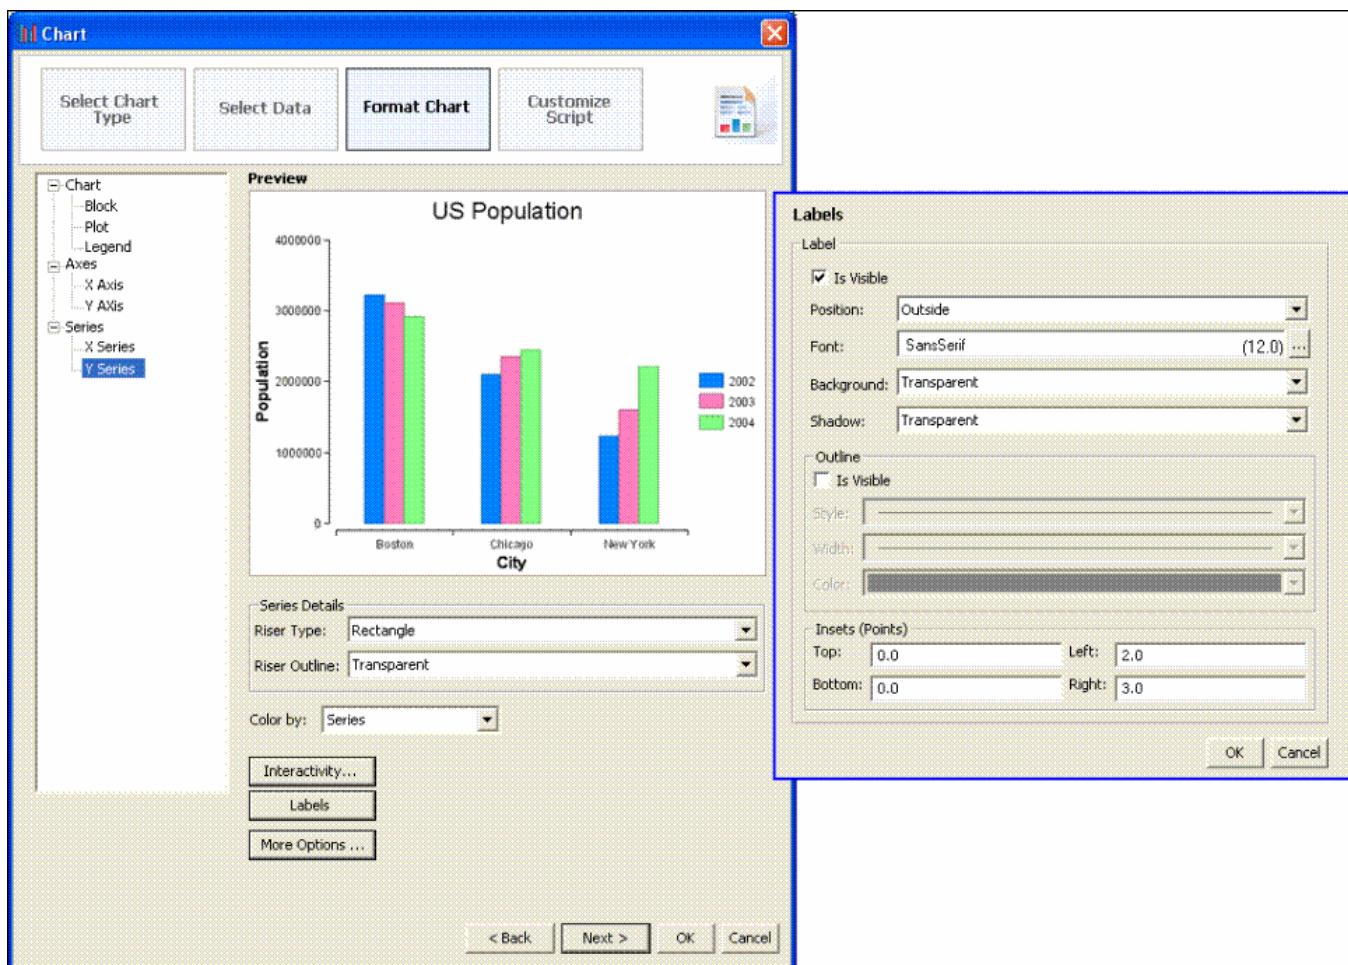 Chart
Select Chart
Type
Select Data
Format Chart
Customize
Script
Chart
Block
Plot
Legend
Axes
X Axis
Y AXis
Series
X Series
Y Series
Preview
US Population
4000000
3000000
2000000
1000000
0
Population
Boston
Chicago
New York
City
2002
2003
2004
Series Details
Riser Type: Rectangle
Riser Outline: Transparent
Color by: Series
Interactivity...
Labels
More Options ...
< Back
Next >
OK
Cancel
Labels
Label
Is Visible
Position: Outside
Font: SansSerif (12.0) ...
Background: Transparent
Shadow: Transparent
Outline
Is Visible
Style:
Width:
Color:
Insets (Points)
Top: 0.0 Left: 2.0
Bottom: 0.0 Right: 3.0
OK Cancel